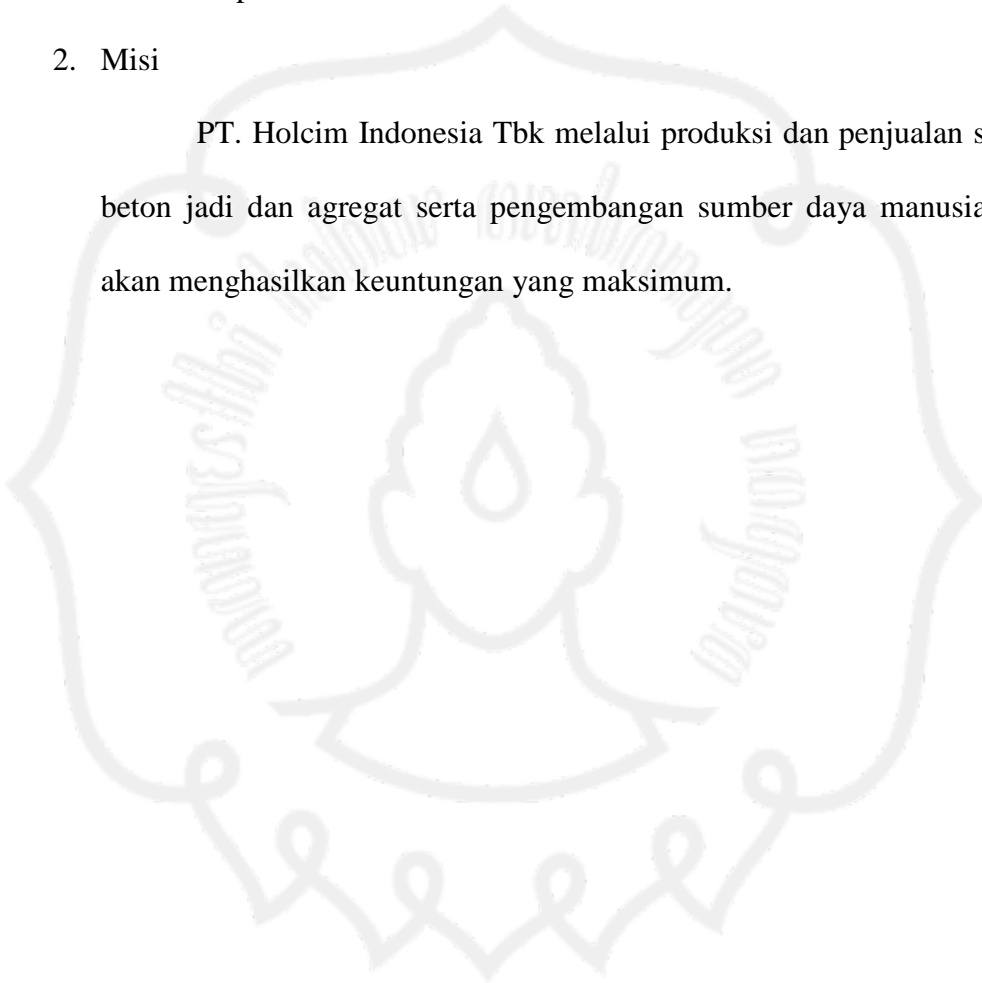 2. Misi
PT. Holcim Indonesia Tbk melalui produksi dan penjualan
beton jadi dan agregat serta pengembangan sumber daya manusia
akan menghasilkan keuntungan yang maksimum.